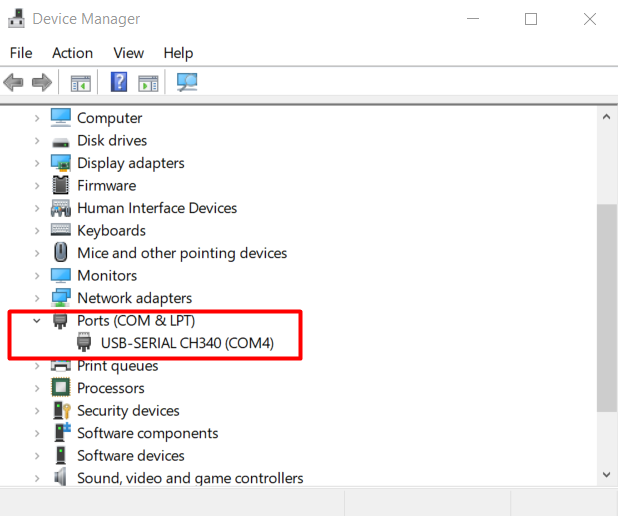 Device Manager
File Action View Help
Computer
Disk drives
Display adapters
Firmware
Human Interface Devices
Keyboards
Mice and other pointing devices
Monitors
Network adapters
Ports (COM & LPT)
USB-SERIAL CH340 (COM4)
Print queues
Processors
Security devices
Software components
Software devices
Sound, video and game controllers